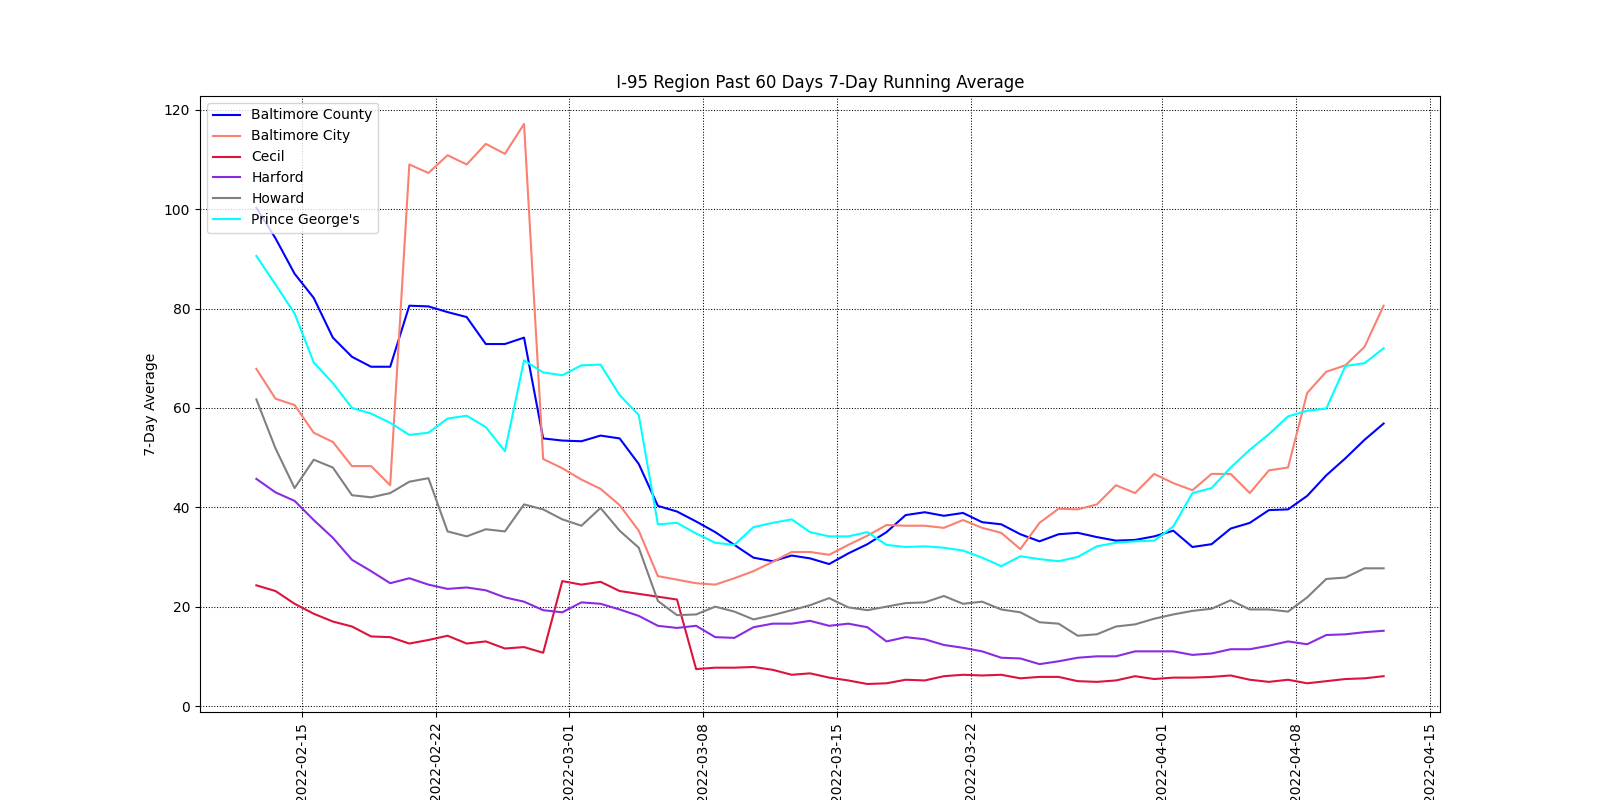 I-95 Region Past 60 Days 7-Day Running Average
120
100
80
60
40
20
0
7-Day Average
Baltimore County
Baltimore City
Cecil
Harford
Howard
Prince George's
2022-02-15
2022-02-22
2022-03-01
2022-03-08
2022-03-15
2022-03-22
2022-04-01
2022-04-08
2022-04-15